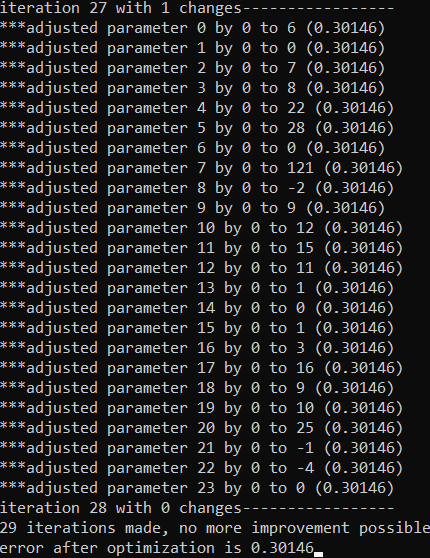 iteration 27 with 1 changes-----------------
***adjusted parameter 0 by 0 to 6 (0.30146)
***adjusted parameter 1 by 0 to 0 (0.30146)
***adjusted parameter 2 by 0 to 7 (0.30146)
***adjusted parameter 3 by 0 to 8 (0.30146)
***adjusted parameter 4 by 0 to 22 (0.30146)
***adjusted parameter 5 by 0 to 28 (0.30146)
***adjusted parameter 6 by 0 to 0 (0.30146)
***adjusted parameter 7 by 0 to 121 (0.30146)
***adjusted parameter 8 by 0 to -2 (0.30146)
***adjusted parameter 9 by 0 to 9 (0.30146)
***adjusted parameter 10 by 0 to 12 (0.30146)
***adjusted parameter 11 by 0 to 15 (0.30146)
***adjusted parameter 12 by 0 to 11 (0.30146)
***adjusted parameter 13 by 0 to 1 (0.30146)
***adjusted parameter 14 by 0 to 0 (0.30146)
***adjusted parameter 15 by 0 to 1 (0.30146)
***adjusted parameter 16 by 0 to 3 (0.30146)
***adjusted parameter 17 by 0 to 16 (0.30146)
***adjusted parameter 18 by 0 to 9 (0.30146)
***adjusted parameter 19 by 0 to 10 (0.30146)
***adjusted parameter 20 by 0 to 25 (0.30146)
***adjusted parameter 21 by 0 to -1 (0.30146)
***adjusted parameter 22 by 0 to -4 (0.30146)
***adjusted parameter 23 by 0 to 0 (0.30146)
iteration 28 with 0 changes-----------------
29 iterations made, no more improvement possible
error after optimization is 0.30146